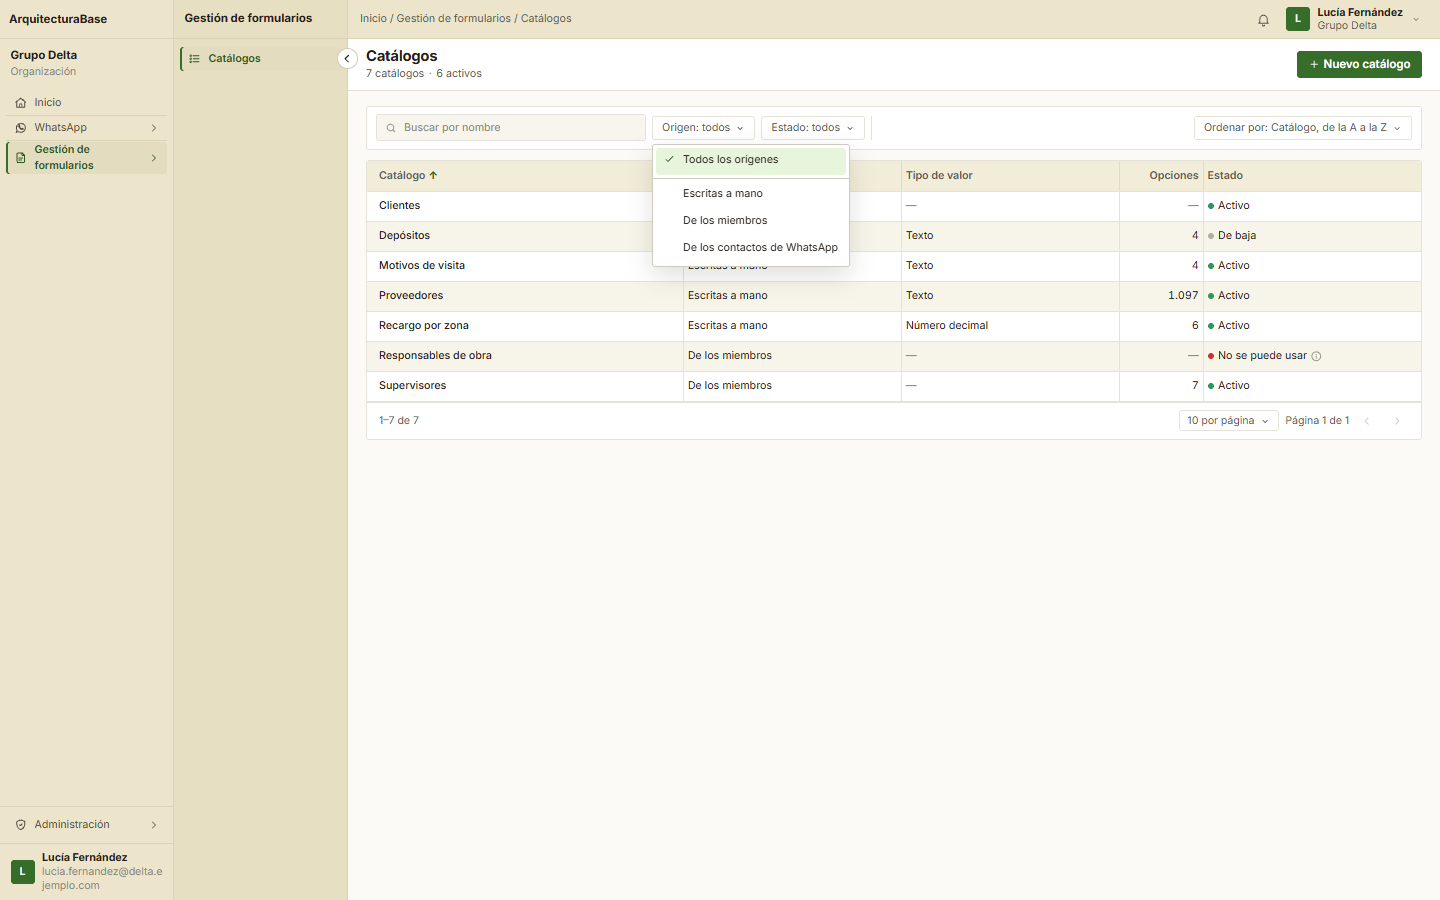 ArquitecturaBase
Grupo Delta
Organización
Inicio
WhatsApp
Gestión de
formularios
Administración
L
Lucía Fernández
lucia.fernandez@delta.e
jemplo.com
Gestión de formularios
Catálogos
Inicio / Gestión de formularios / Catálogos
L
Lucía Fernández
Grupo Delta
Catálogos
7 catálogos · 6 activos
+ Nuevo catálogo
Buscar por nombre
Origen: todos
Estado: todos
Ordenar por: Catálogo, de la A a la Z
Todos los orígenes
Escritas a mano
De los miembros
De los contactos de WhatsApp
Catálogo ↑ Tipo de valor Opciones Estado
Clientes — — Activo
Depósitos Texto 4 De baja
Motivos de visita Escritas a mano Texto 4 Activo
Proveedores Escritas a mano Texto 1.097 Activo
Recargo por zona Escritas a mano Número decimal 6 Activo
Responsables de obra De los miembros — — No se puede usar
Supervisores De los miembros — 7 Activo
1–7 de 7
10 por página
Página 1 de 1